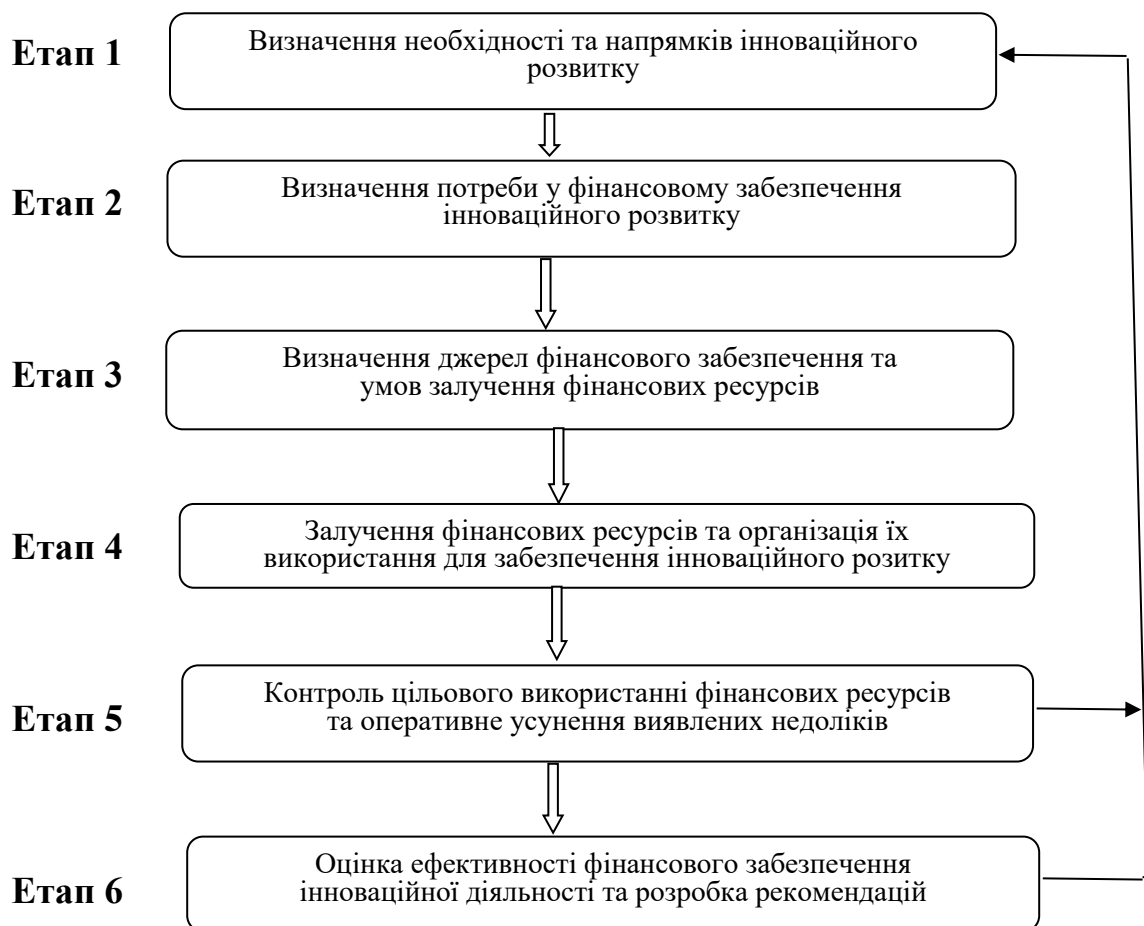 Етап 1
Визначення необхідності та напрямків інноваційного
розвитку
Етап 2
Визначення потреби у фінансовому забезпечення
інноваційного розвитку
Етап 3
Визначення джерел фінансового забезпечення та
умов залучення фінансових ресурсів
Етап 4
Залучення фінансових ресурсів та організація їх
використання для забезпечення інноваційного розитку
Етап 5
Контроль цільового використанні фінансових ресурсів
та оперативне усунення виявлених недоліків
Етап 6
Оцінка ефективності фінансового забезпечення
інноваційної діяльності та розробка рекомендацій